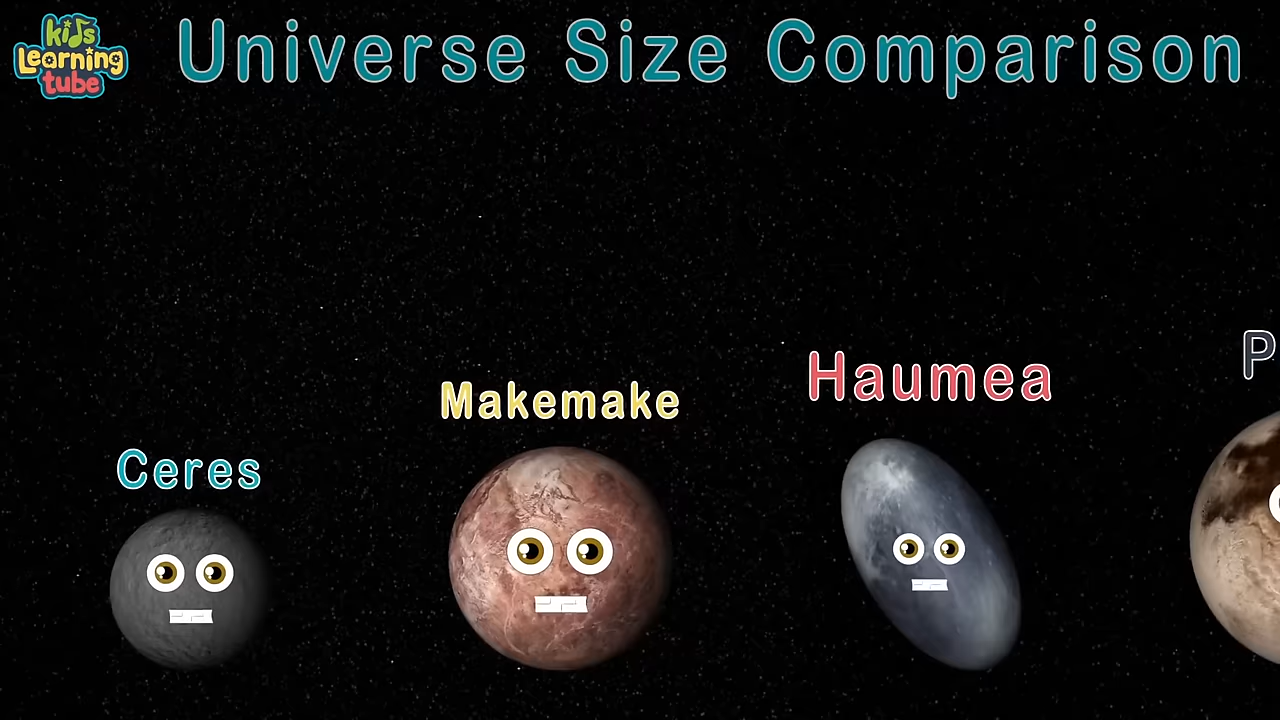 kids
Learning
tube
Universe Size Comparison
Ceres
Makemake
Haumea
P